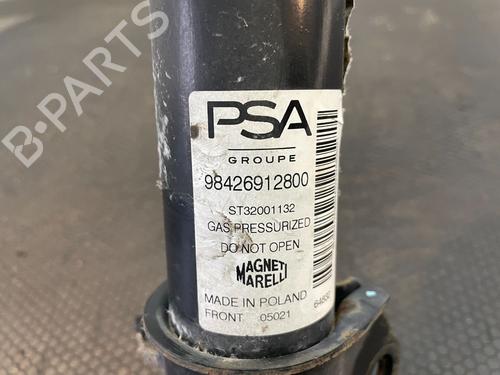 B-PARTS
PSA
GROUPE
98426912800
ST32001132
GAS PRESSURIZED
DO NOT OPEN
MAGNETI
MARELLI
MADE IN POLAND
FRONT 05021